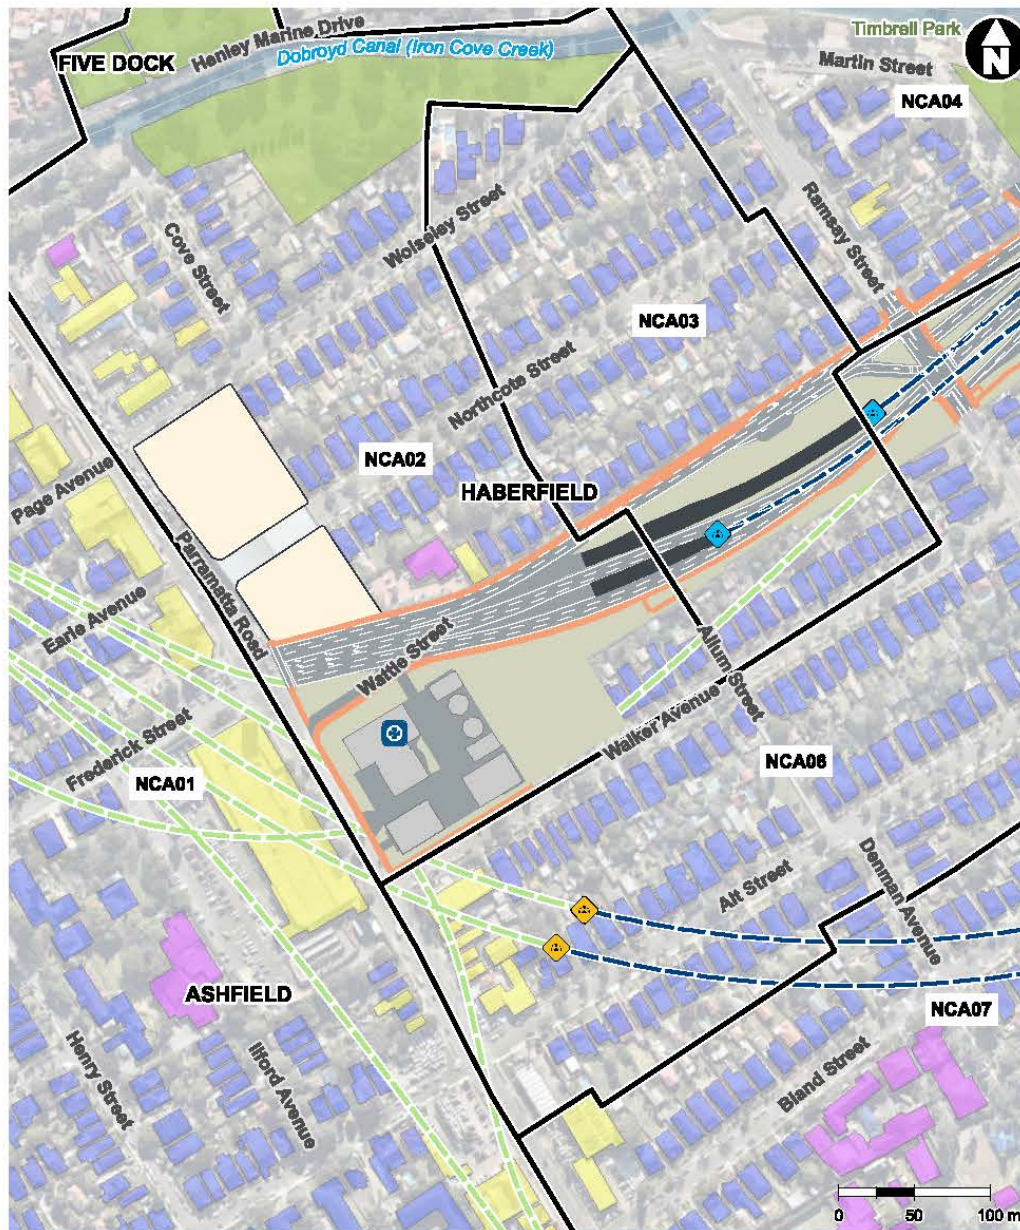 Timbrell Park
N
Henley Marine Drive
FIVE DOCK
Dobroyd Canal (Iron Cove Creek)
Martin Street
NCA04
Ramsay Street
Wolseley Street
Cove Street
NCA03
Northcote Street
NCA02
HABERFIELD
Page Avenue
Parramatta Road
Earle Avenue
Wattle Street
Allum Street
Walker Avenue
Frederick Street
NCA01
NCA06
Alt Street
Denman Avenue
ASHFIELD
NCA07
Henry Street
Ilford Avenue
Bland Street
0 50 100 m